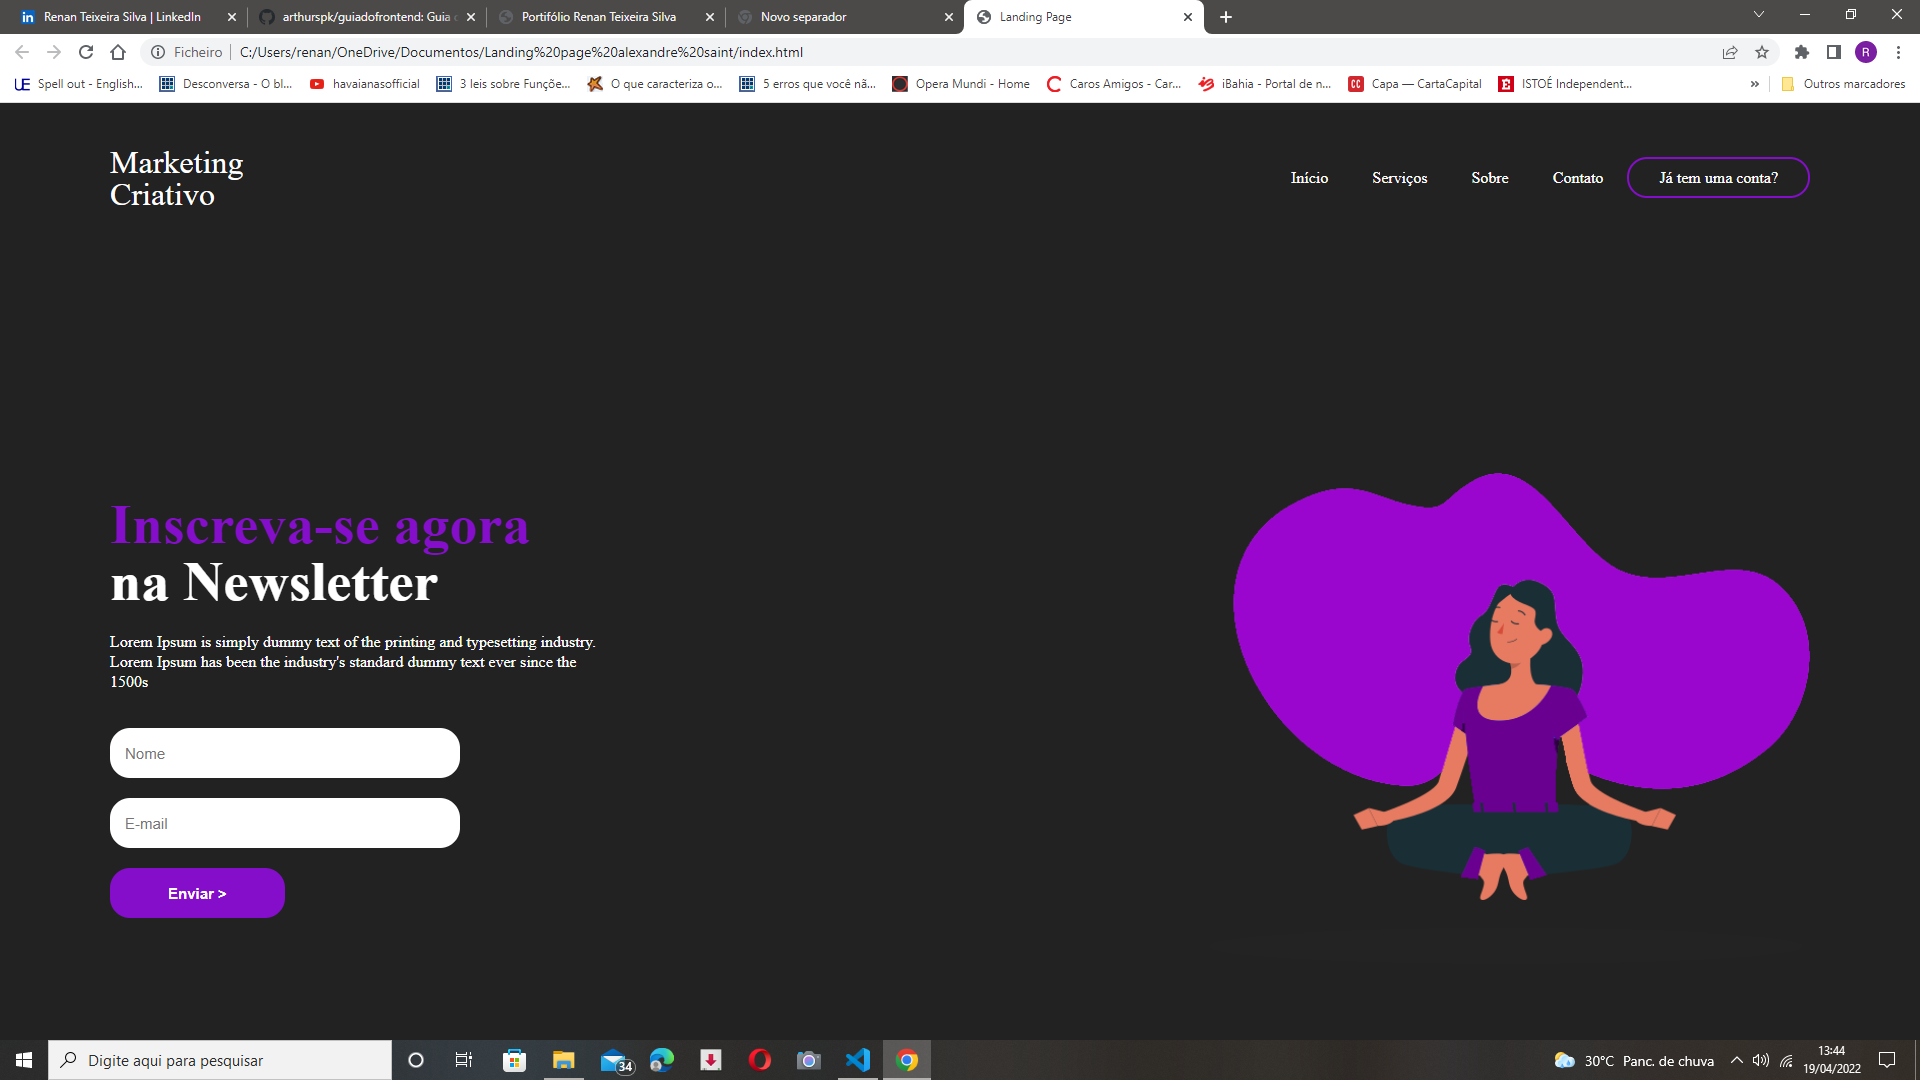 Renan Teixeira Silva | LinkedIn
arthurspk/guiadofrontend: Guia
Portifólio Renan Teixeira Silva
Novo separador
Landing Page
Ficheiro | C:/Users/renan/OneDrive/Documentos/Landing%20page%20alexandre%20saint/index.html
R
Spell out - English...
Desconversa - O bl...
havaianasofficial
3 leis sobre Funçõe...
O que caracteriza o...
5 erros que você nã...
Opera Mundi - Home
Caros Amigos - Car...
iBahia - Portal de n...
Capa — CartaCapital
ISTOÉ Independent...
»
Outros marcadores
Marketing
Criativo
Início
Serviços
Sobre
Contato
Já tem uma conta?
Inscreva-se agora
na Newsletter
Lorem Ipsum is simply dummy text of the printing and typesetting industry.
Lorem Ipsum has been the industry's standard dummy text ever since the
1500s
Nome
E-mail
Enviar >
Digite aqui para pesquisar
34
30°C Panc. de chuva
13:44
19/04/2022